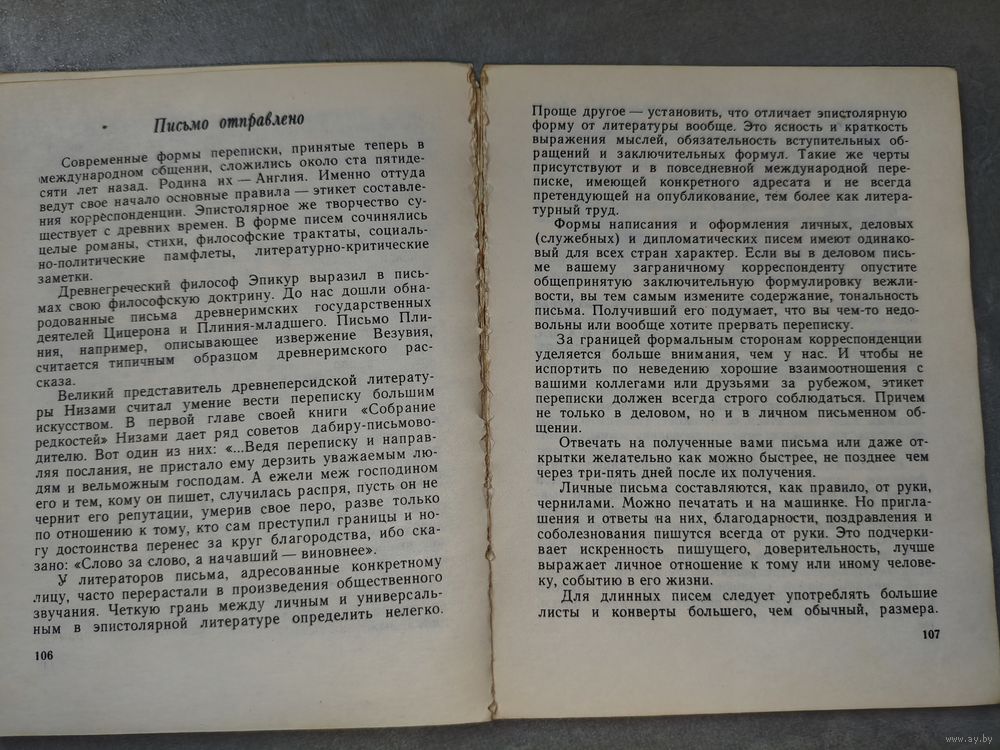 Письмо отправлено
Современные формы переписки, принятые теперь в
международном общении, сложились около ста пятиде-
сяти лет назад. Родина их — Англия. Именно оттуда
ведут свое начало основные правила — этикет составле-
ния корреспонденции. Эпистолярное же творчество су-
ществует с древних времен. В форме писем сочинялись
целые романы, стихи, философские трактаты, социаль-
но-политические памфлеты, литературно-критические
заметки.
Древнегреческий философ Эпикур выразил в пись-
мах свою философскую доктрину. До нас дошли обна-
родованные письма древнеримских государственных
деятелей Цицерона и Плиния-младшего. Письмо Пли-
ния, например, описывающее извержение Везувия,
считается типичным образцом древнеримского рас-
сказа.
Великий представитель древнеперсидской литерату-
ры Низами считал умение вести переписку большим
искусством. В первой главе своей книги «Собрание
редкостей» Низами дает ряд советов дабиру-письмово-
дителю. Вот один из них: «...Ведя переписку и направ-
ляя послания, не пристало ему дерзить уважаемым лю-
дям и вельможным господам. А ежели меж господином
его и тем, кому он пишет, случилась распря, пусть он не
чернит его репутации, умерив свое перо, разве только
по отношению к тому, кто сам преступил границы и но-
гу достоинства перенес за круг благородства, ибо ска-
зано: «Слово за слово, а начавший — виновнее».
У литераторов письма, адресованные конкретному
лицу, часто перерастали в произведения общественного
звучания. Четкую грань между личным и универсаль-
ным в эпистолярной литературе определить нелегко.
106
Проще другое — установить, что отличает эпистолярную
форму от литературы вообще. Это ясность и краткость
выражения мыслей, обязательность вступительных об-
ращений и заключительных формул. Такие же черты
присутствуют и в повседневной международной пере-
писке, имеющей конкретного адресата и не всегда
претендующей на опубликование, тем более как литера-
турный труд.
Формы написания и оформления личных, деловых
(служебных) и дипломатических писем имеют одинако-
вый для всех стран характер. Если вы в деловом пись-
ме вашему заграничному корреспонденту опустите
общепринятую заключительную формулировку вежли-
вости, вы тем самым измените содержание, тональность
письма. Получивший его подумает, что вы чем-то недо-
вольны или вообще хотите прервать переписку.
За границей формальным сторонам корреспонденции
уделяется больше внимания, чем у нас. И чтобы не
испортить по неведению хорошие взаимоотношения с
вашими коллегами или друзьями за рубежом, этикет
переписки должен всегда строго соблюдаться. Причем
не только в деловом, но и в личном письменном об-
щении.
Отвечать на полученные вами письма или даже от-
крытки желательно как можно быстрее, не позднее чем
через три-пять дней после их получения.
Личные письма составляются, как правило, от руки,
чернилами. Можно печатать и на машинке. Но пригла-
шения и ответы на них, благодарности, поздравления и
соболезнования пишутся всегда от руки. Это подчерки-
вает искренность пишущего, доверительность, лучше
выражает личное отношение к тому или иному челове-
ку, событию в его жизни.
Для длинных писем следует употреблять большие
листы и конверты большего, чем обычный, размера.
107
www.ay.by